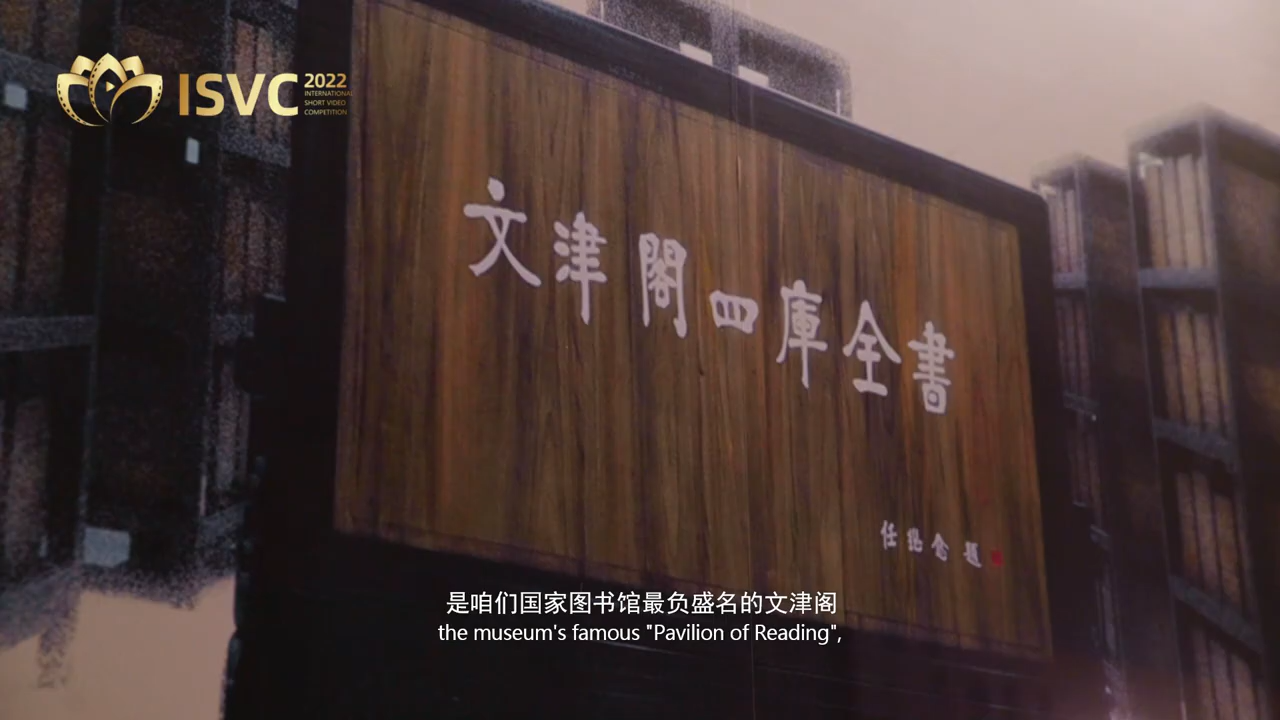 ISVC
2022
INTERNATIONAL
SHORT VIDEO
COMPETITION
文津閣四庫全書
任繼愈 題
是咱们国家图书馆最负盛名的文津阁
the museum's famous "Pavilion of Reading",